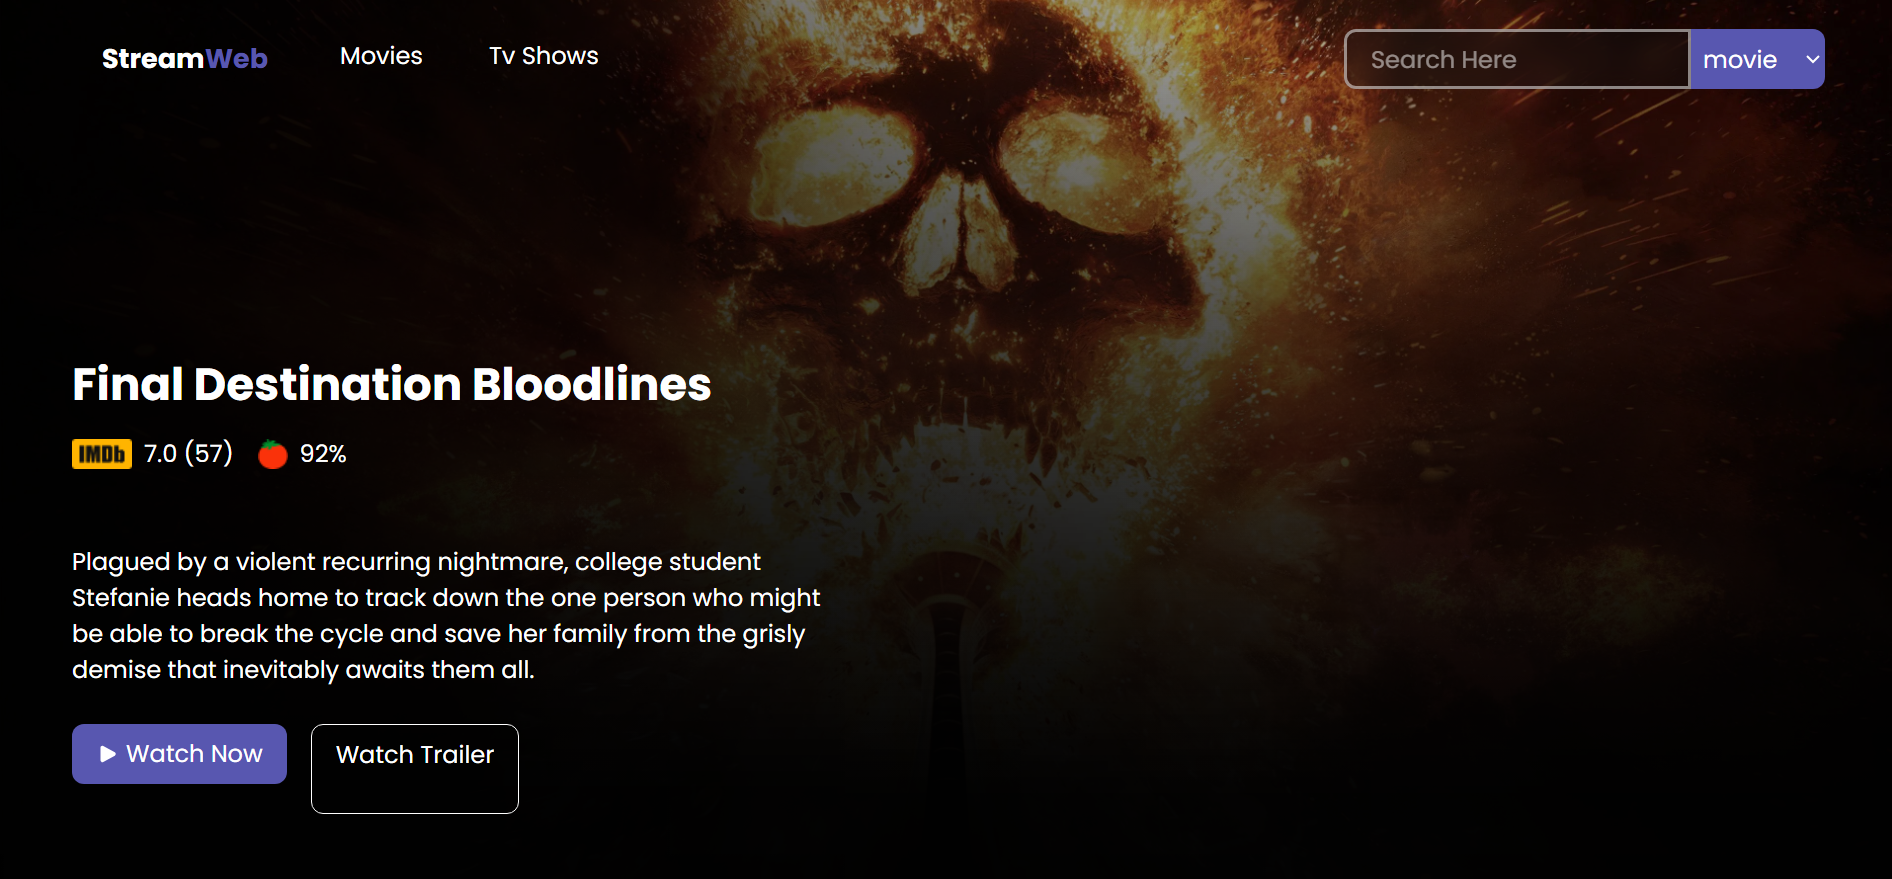 StreamWeb
Movies
Tv Shows
Search Here
movie
Final Destination Bloodlines
IMDb 7.0 (57) 92%
Plagued by a violent recurring nightmare, college student
Stefanie heads home to track down the one person who might
be able to break the cycle and save her family from the grisly
demise that inevitably awaits them all.
Watch Now
Watch Trailer